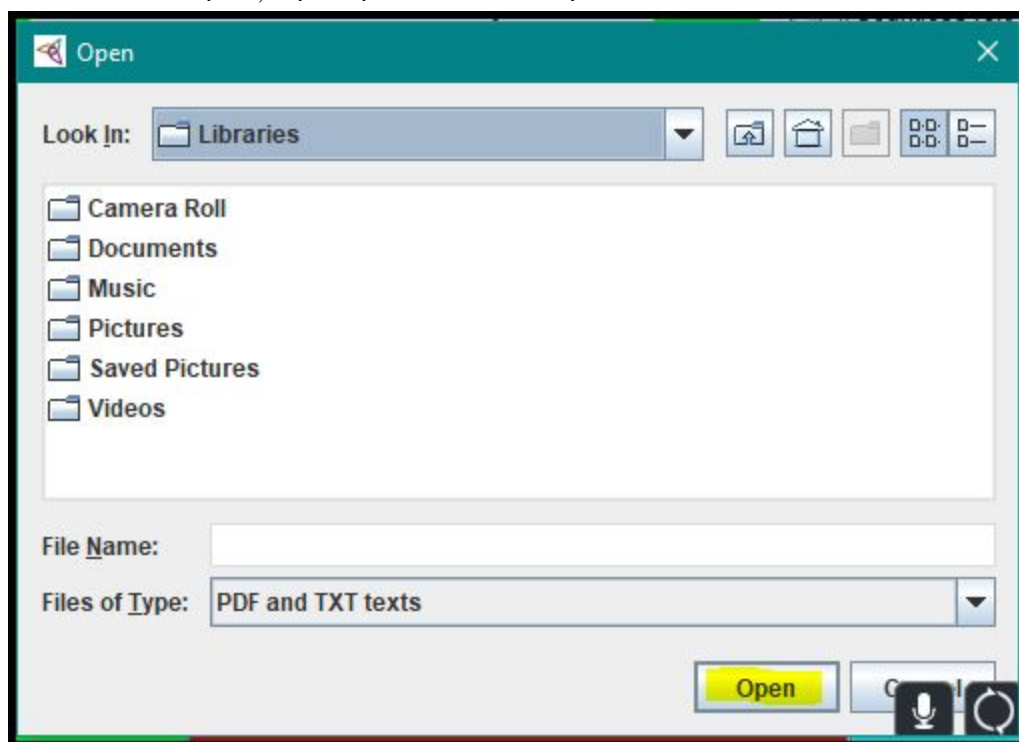 Open
Look In: Libraries
Camera Roll
Documents
Music
Pictures
Saved Pictures
Videos
File Name:
Files of Type: PDF and TXT texts
Open